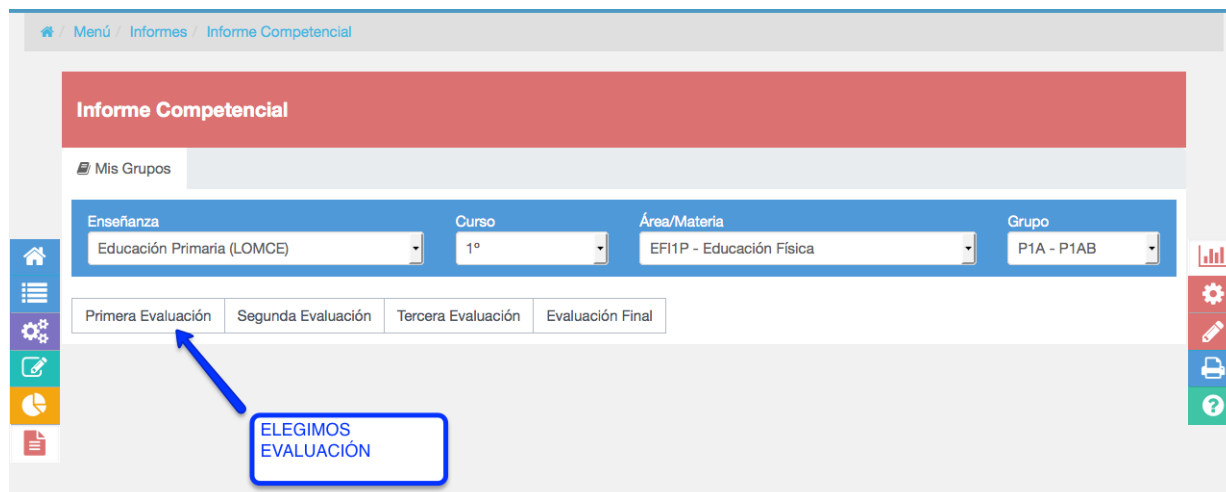 / Menú / Informes / Informe Competencial
Informe Competencial
Mis Grupos
Enseñanza Curso Área/Materia Grupo
Educación Primaria (LOMCE) 1º EFI1P - Educación Física P1A - P1AB
Primera Evaluación Segunda Evaluación Tercera Evaluación Evaluación Final
ELEGIMOS
EVALUACIÓN